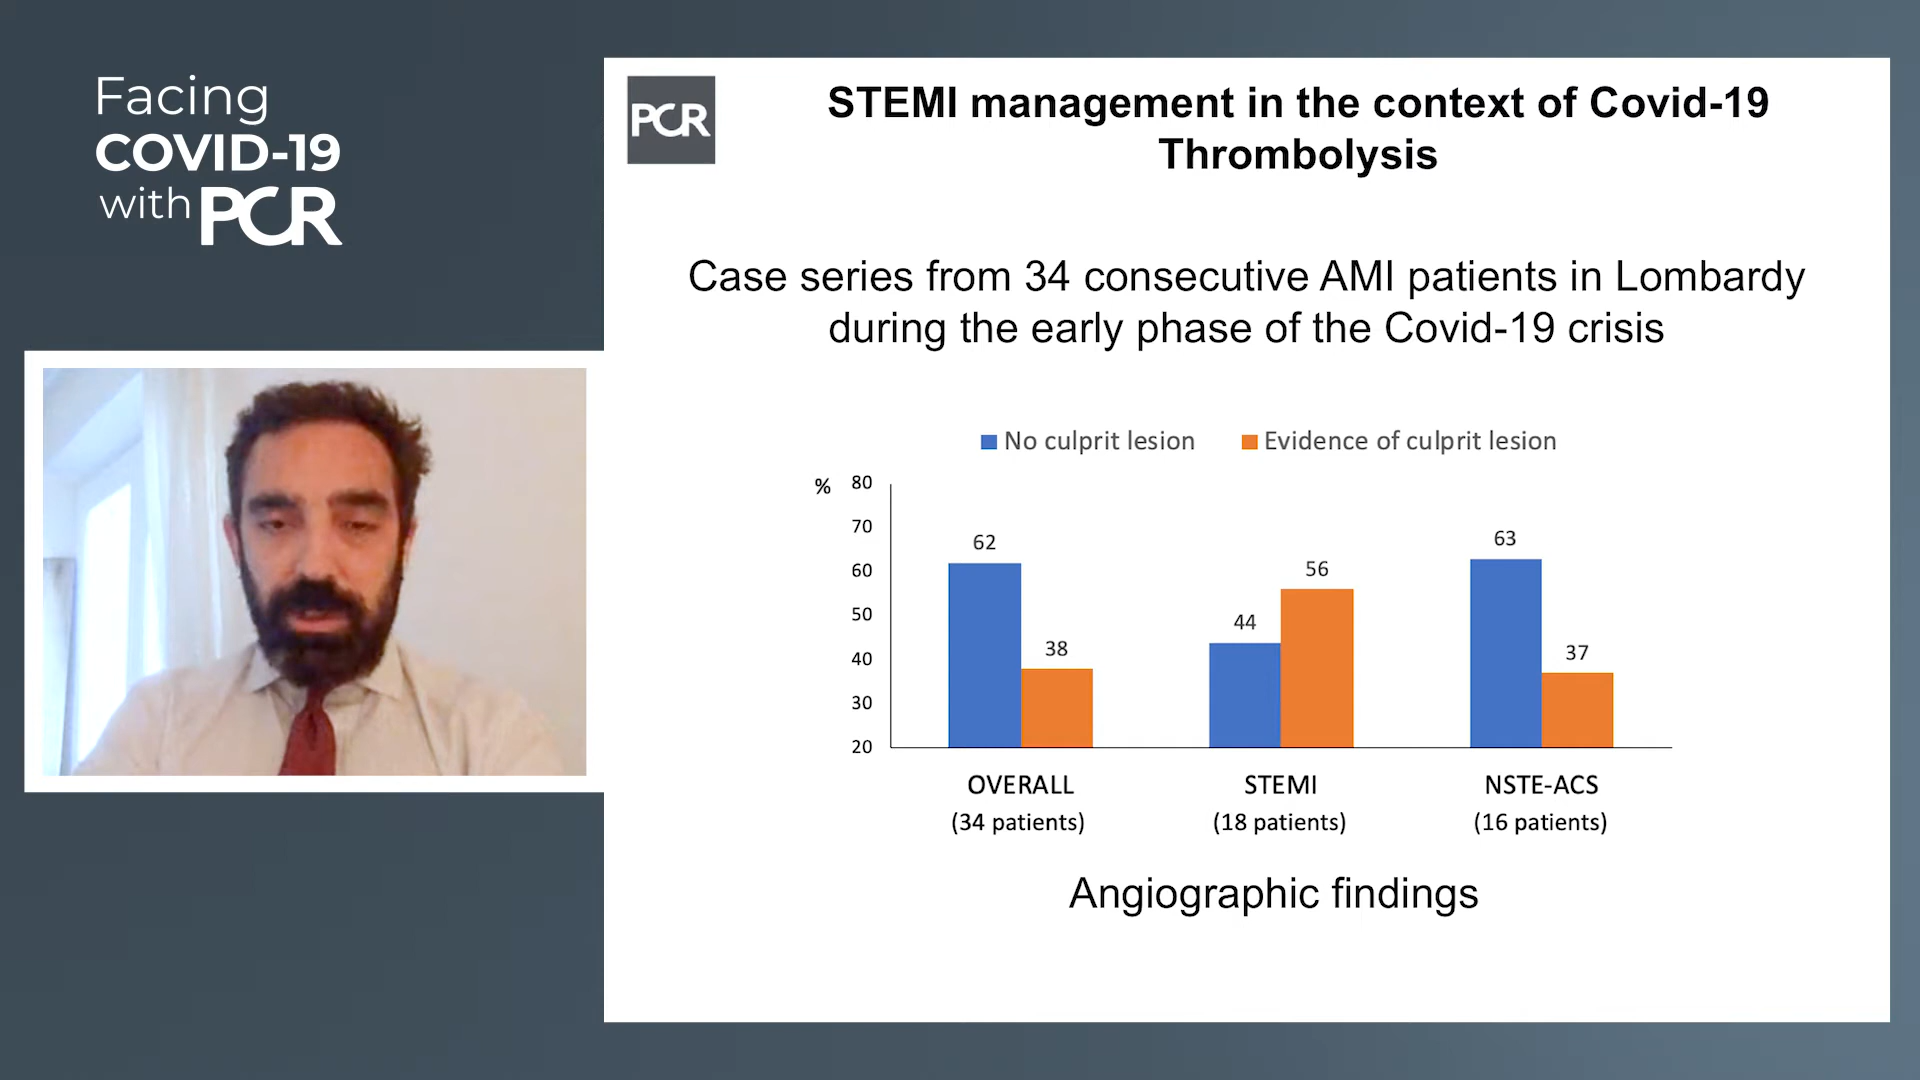 Facing
COVID-19
with PCR
PCR
STEMI management in the context of Covid-19
Thrombolysis
Case series from 34 consecutive AMI patients in Lombardy
during the early phase of the Covid-19 crisis
No culprit lesion
Evidence of culprit lesion
%
80
70
60
50
40
30
20
62
38
44
56
63
37
OVERALL
(34 patients)
STEMI
(18 patients)
NSTE-ACS
(16 patients)
Angiographic findings